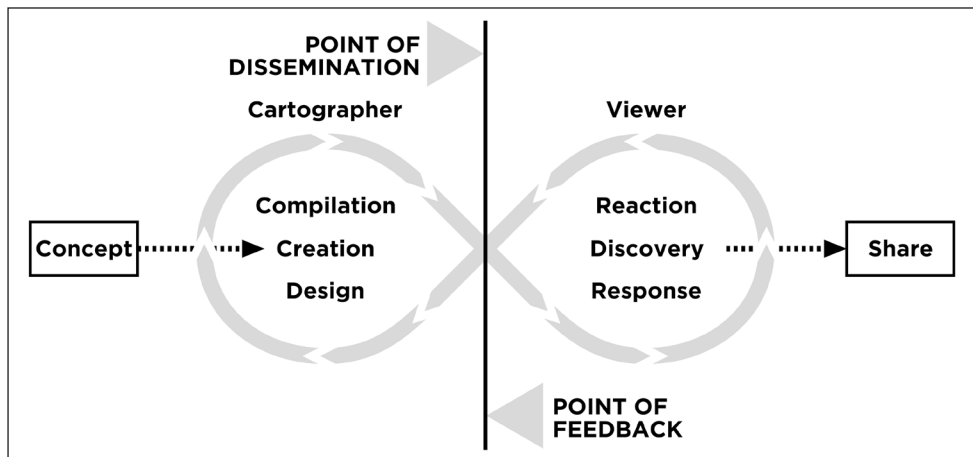 POINT OF
DISSEMINATION
Cartographer
Viewer
Compilation
Creation
Design
Reaction
Discovery
Response
Concept
Share
POINT OF
FEEDBACK